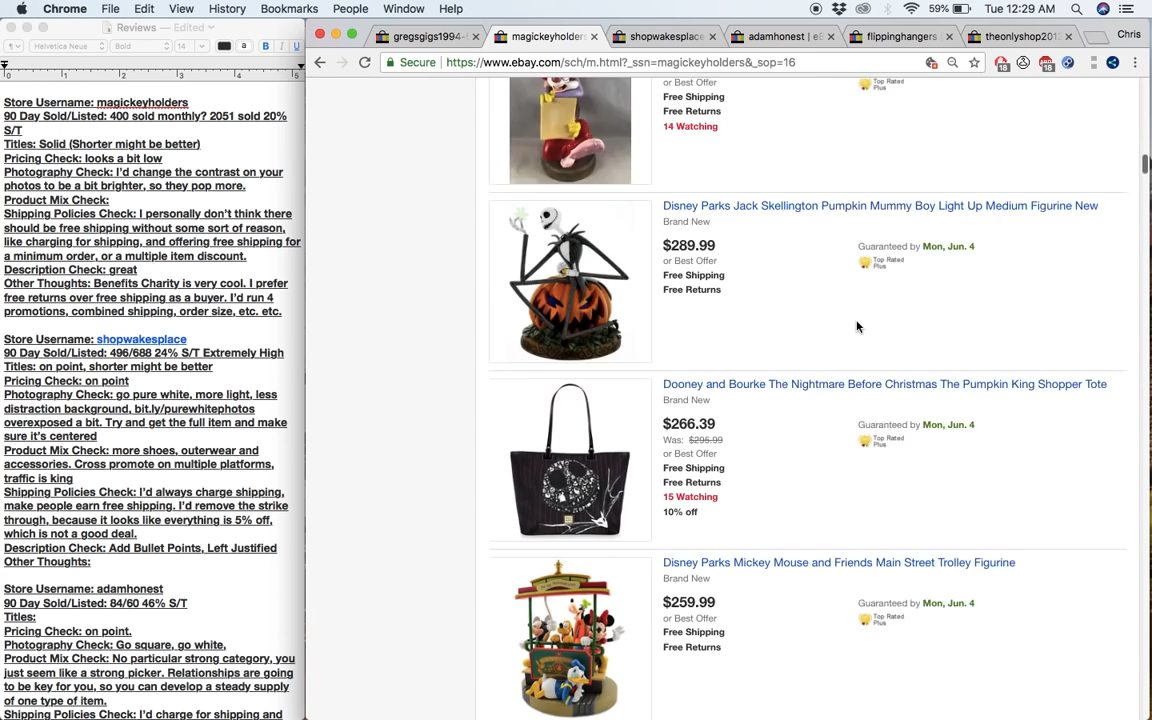 Chrome File Edit View History Bookmarks People Window Help 59% Tue 12:29 AM
Reviews — Edited
Helvetica Neue Bold 14 B I U
0 1 2 3 4 5
Store Username: magickeyholders
90 Day Sold/Listed: 400 sold monthly? 2051 sold 20%
S/T
Titles: Solid (Shorter might be better)
Pricing Check: looks a bit low
Photography Check: I'd change the contrast on your
photos to be a bit brighter, so they pop more.
Product Mix Check:
Shipping Policies Check: I personally don't think there
should be free shipping without some sort of reason,
like charging for shipping, and offering free shipping for
a minimum order, or a multiple item discount.
Description Check: great
Other Thoughts: Benefits Charity is very cool. I prefer
free returns over free shipping as a buyer. I'd run 4
promotions, combined shipping, order size, etc. etc.
Store Username: shopwakesplace
90 Day Sold/Listed: 496/688 24% S/T Extremely High
Titles: on point, shorter might be better
Pricing Check: on point
Photography Check: go pure white, more light, less
distraction background, bit.ly/purewhitephotos
overexposed a bit. Try and get the full item and make
sure it's centered
Product Mix Check: more shoes, outerwear and
accessories. Cross promote on multiple platforms,
traffic is king
Shipping Policies Check: I'd always charge shipping,
make people earn free shipping. I'd remove the strike
through, because it looks like everything is 5% off,
which is not a good deal.
Description Check: Add Bullet Points, Left Justified
Other Thoughts:
Store Username: adamhonest
90 Day Sold/Listed: 84/60 46% S/T
Titles:
Pricing Check: on point.
Photography Check: Go square, go white,
Product Mix Check: No particular strong category, you
just seem like a strong picker. Relationships are going
to be key for you, so you can develop a steady supply
of one type of item.
Shipping Policies Check: I'd charge for shipping and
gregsgigs1994- magickeyholders shopwakesplace adamhonest | eB flippinghangers theonlyshop201 Chris
Secure https://www.ebay.com/sch/m.html?_ssn=magickeyholders&_sop=16 18 18
or Best Offer Top Rated
Plus
Free Shipping
Free Returns
14 Watching
Disney Parks Jack Skellington Pumpkin Mummy Boy Light Up Medium Figurine New
Brand New
$289.99 Guaranteed by Mon, Jun. 4
or Best Offer Top Rated
Plus
Free Shipping
Free Returns
Dooney and Bourke The Nightmare Before Christmas The Pumpkin King Shopper Tote
Brand New
$266.39 Guaranteed by Mon, Jun. 4
Was: $295.99 Top Rated
Plus
or Best Offer
Free Shipping
Free Returns
15 Watching
10% off
Disney Parks Mickey Mouse and Friends Main Street Trolley Figurine
Brand New
$259.99 Guaranteed by Mon, Jun. 4
or Best Offer Top Rated
Plus
Free Shipping
Free Returns